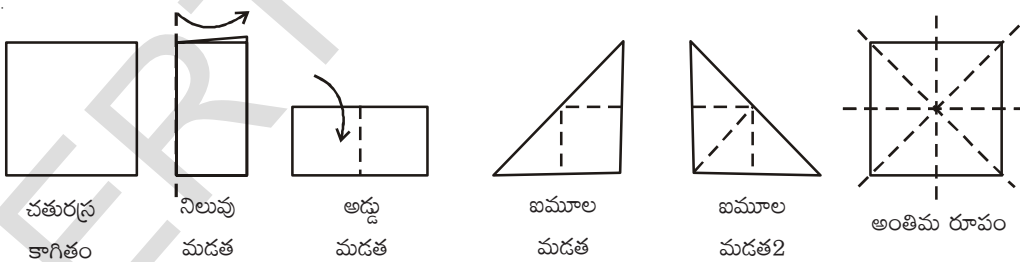 చతురస్ర
కాగితం
నిలువు
మడత
అడ్డు
మడత
ఐమూల
మడత
ఐమూల
మడత2
అంతిమ రూపం